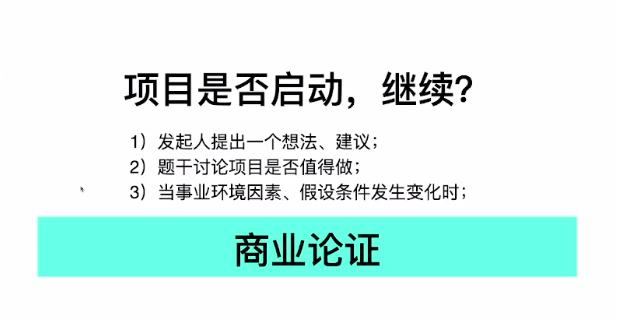 项目是否启动，继续？
1）发起人提出一个想法、建议；
2）题干讨论项目是否值得做；
3）当事业环境因素、假设条件发生变化时；
商业论证